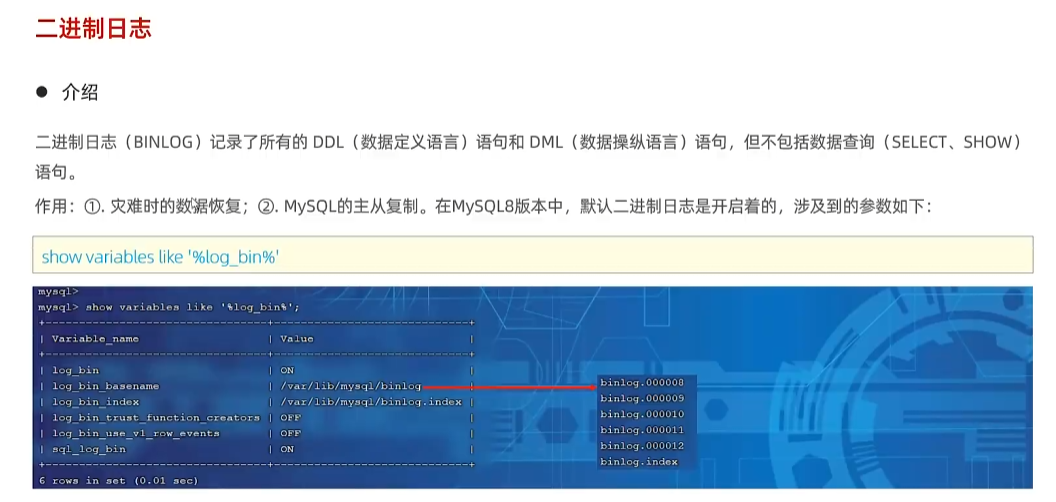 二进制日志
● 介绍
二进制日志（BINLOG）记录了所有的 DDL（数据定义语言）语句和 DML（数据操纵语言）语句，但不包括数据查询（SELECT、SHOW）
语句。
作用：①. 灾难时的数据恢复；②. MySQL的主从复制。在MySQL8版本中，默认二进制日志是开启着的，涉及到的参数如下：
show variables like '%log_bin%'
mysql>
mysql> show variables like '%log_bin%';
+---------------------------------+-----------------------------+
| Variable_name | Value |
+---------------------------------+-----------------------------+
| log_bin | ON |
| log_bin_basename | /var/lib/mysql/binlog |
| log_bin_index | /var/lib/mysql/binlog.index |
| log_bin_trust_function_creators | OFF |
| log_bin_use_v1_row_events | OFF |
| sql_log_bin | ON |
+---------------------------------+-----------------------------+
6 rows in set (0.01 sec)
binlog.000008
binlog.000009
binlog.000010
binlog.000011
binlog.000012
binlog.index